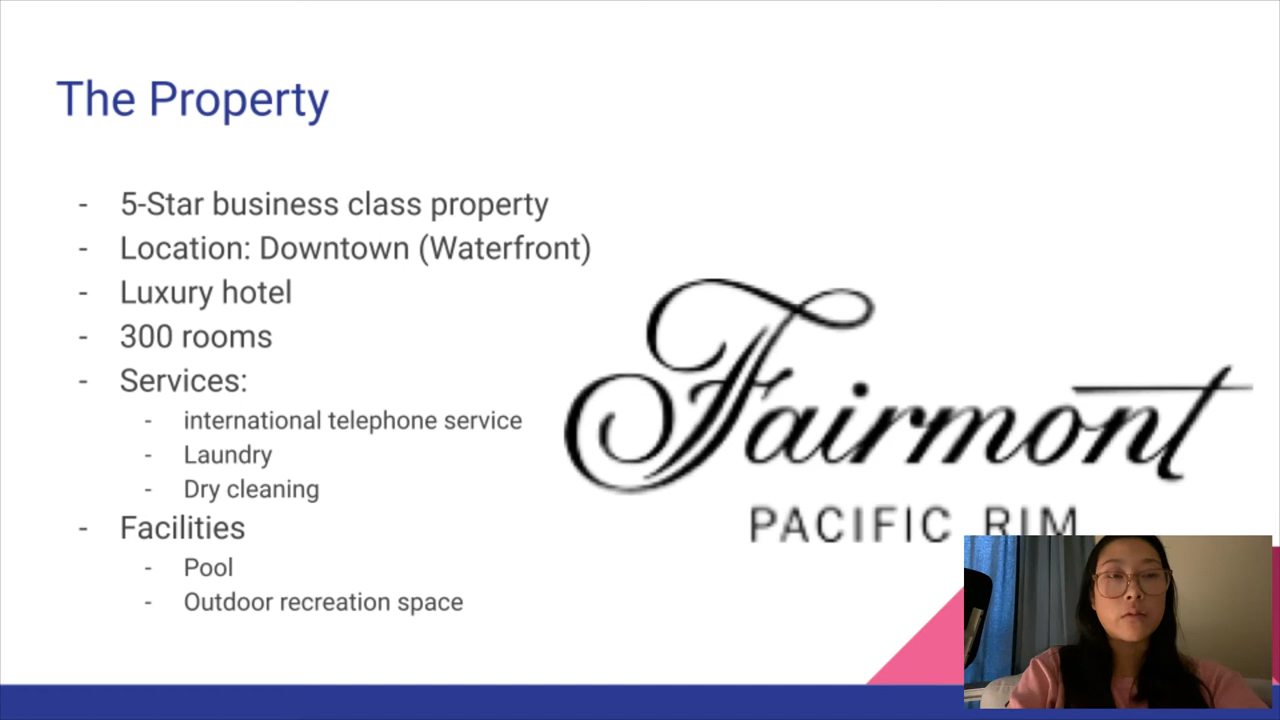 The Property
- 5-Star business class property
- Location: Downtown (Waterfront)
- Luxury hotel
- 300 rooms
- Services:
- international telephone service
- Laundry
- Dry cleaning
- Facilities
- Pool
- Outdoor recreation space
Fairmont
PACIFIC RIM